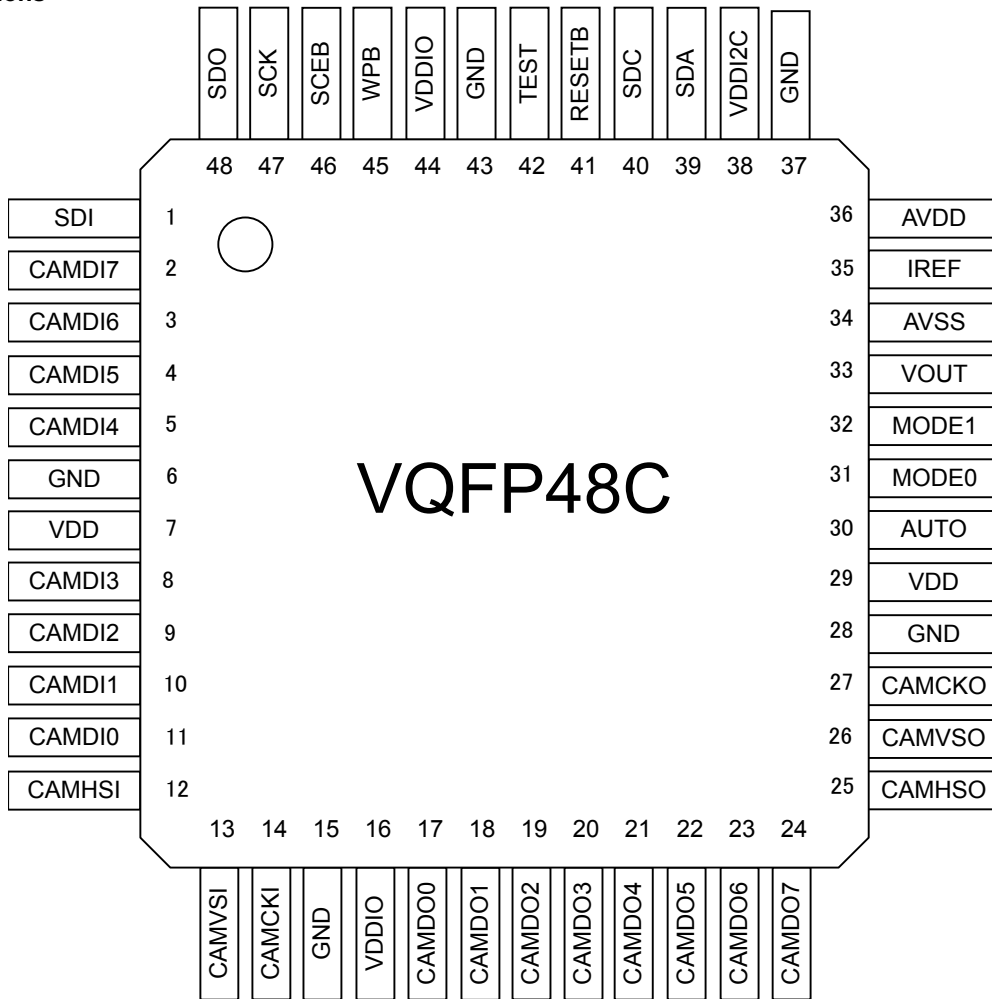 SDO
SCK
SCEB
WPB
VDDIO
GND
TEST
RESETB
SDC
SDA
VDDI2C
GND
48 47 46 45 44 43 42 41 40 39 38 37
SDI 1 36 AVDD
CAMDI7 2 35 IREF
CAMDI6 3 34 AVSS
CAMDI5 4 33 VOUT
CAMDI4 5 32 MODE1
GND 6 VQFP48C 31 MODE0
VDD 7 30 AUTO
CAMDI3 8 29 VDD
CAMDI2 9 28 GND
CAMDI1 10 27 CAMCKO
CAMDI0 11 26 CAMVSO
CAMHSI 12 25 CAMHSO
13 14 15 16 17 18 19 20 21 22 23 24
CAMVSI
CAMCKI
GND
VDDIO
CAMDO0
CAMDO1
CAMDO2
CAMDO3
CAMDO4
CAMDO5
CAMDO6
CAMDO7